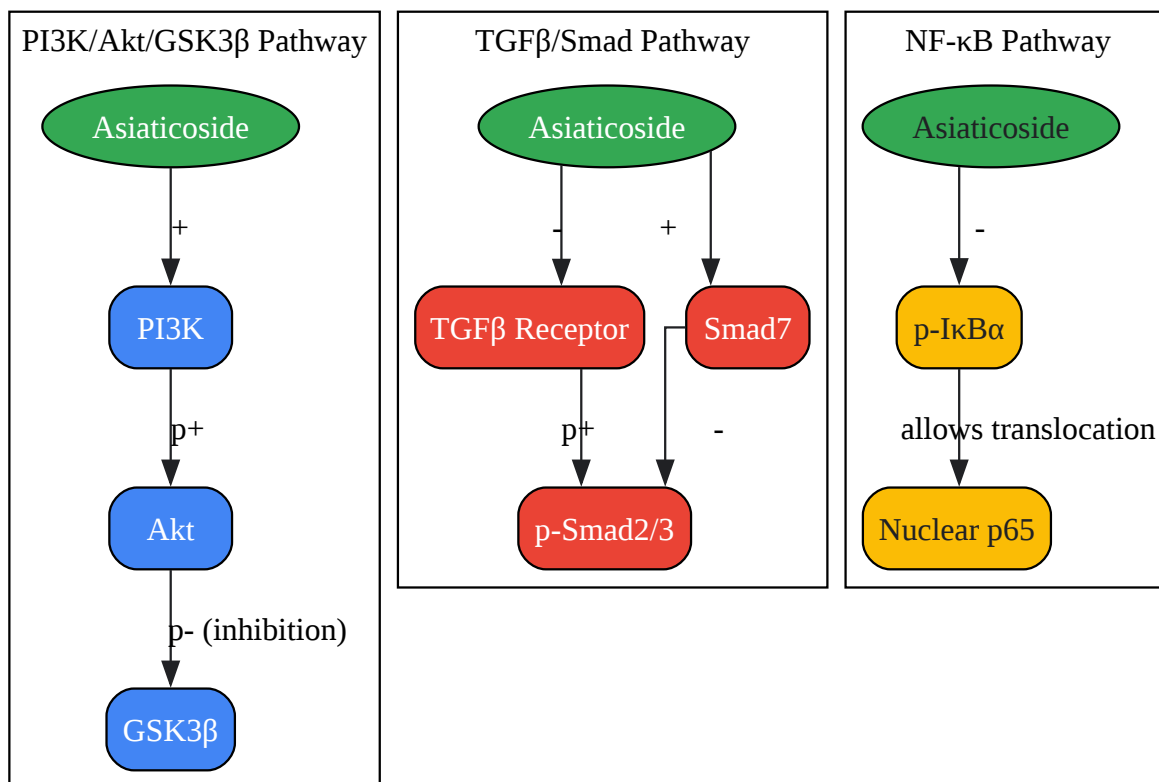 PI3K/Akt/GSK3β Pathway
Asiaticoside
+
PI3K
p+
Akt
p- (inhibition)
GSK3β
TGFβ/Smad Pathway
Asiaticoside
-
+
TGFβ Receptor
Smad7
p+
-
p-Smad2/3
NF-κB Pathway
Asiaticoside
-
p-IκBα
allows translocation
Nuclear p65